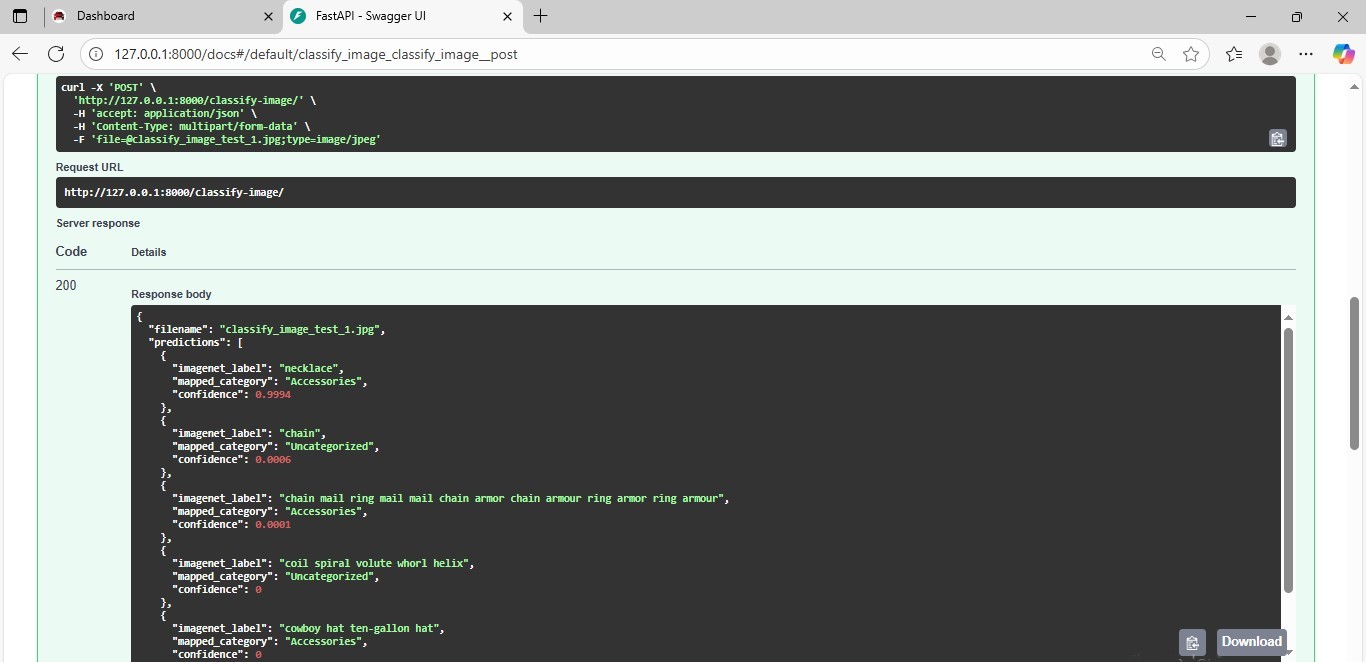 Dashboard
FastAPI - Swagger UI
127.0.0.1:8000/docs#/default/classify_image_classify_image__post
curl -X 'POST' \
'http://127.0.0.1:8000/classify-image/' \
-H 'accept: application/json' \
-H 'Content-Type: multipart/form-data' \
-F 'file=@classify_image_test_1.jpg;type=image/jpeg'
Request URL
http://127.0.0.1:8000/classify-image/
Server response
Code Details
200
Response body
{
"filename": "classify_image_test_1.jpg",
"predictions": [
{
"imagenet_label": "necklace",
"mapped_category": "Accessories",
"confidence": 0.9994
},
{
"imagenet_label": "chain",
"mapped_category": "Uncategorized",
"confidence": 0.0006
},
{
"imagenet_label": "chain mail ring mail mail chain armor chain armour ring armor ring armour",
"mapped_category": "Accessories",
"confidence": 0.0001
},
{
"imagenet_label": "coil spiral volute whorl helix",
"mapped_category": "Uncategorized",
"confidence": 0
},
{
"imagenet_label": "cowboy hat ten-gallon hat",
"mapped_category": "Accessories",
"confidence": 0
Download